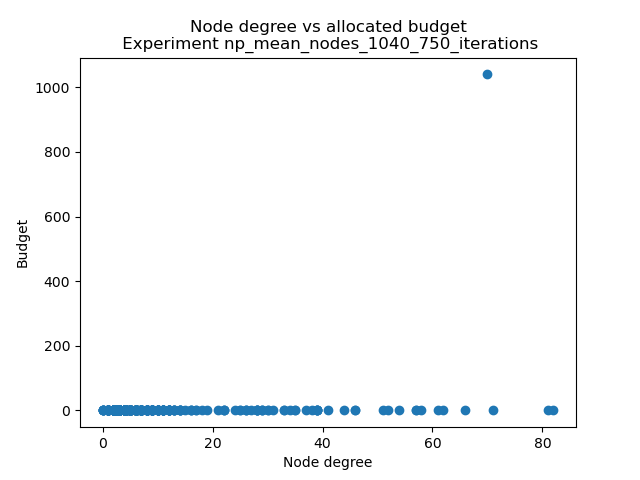 Node degree vs allocated budget
Experiment np_mean_nodes_1040_750_iterations
1000
800
600
400
200
0
Budget
0 20 40 60 80
Node degree